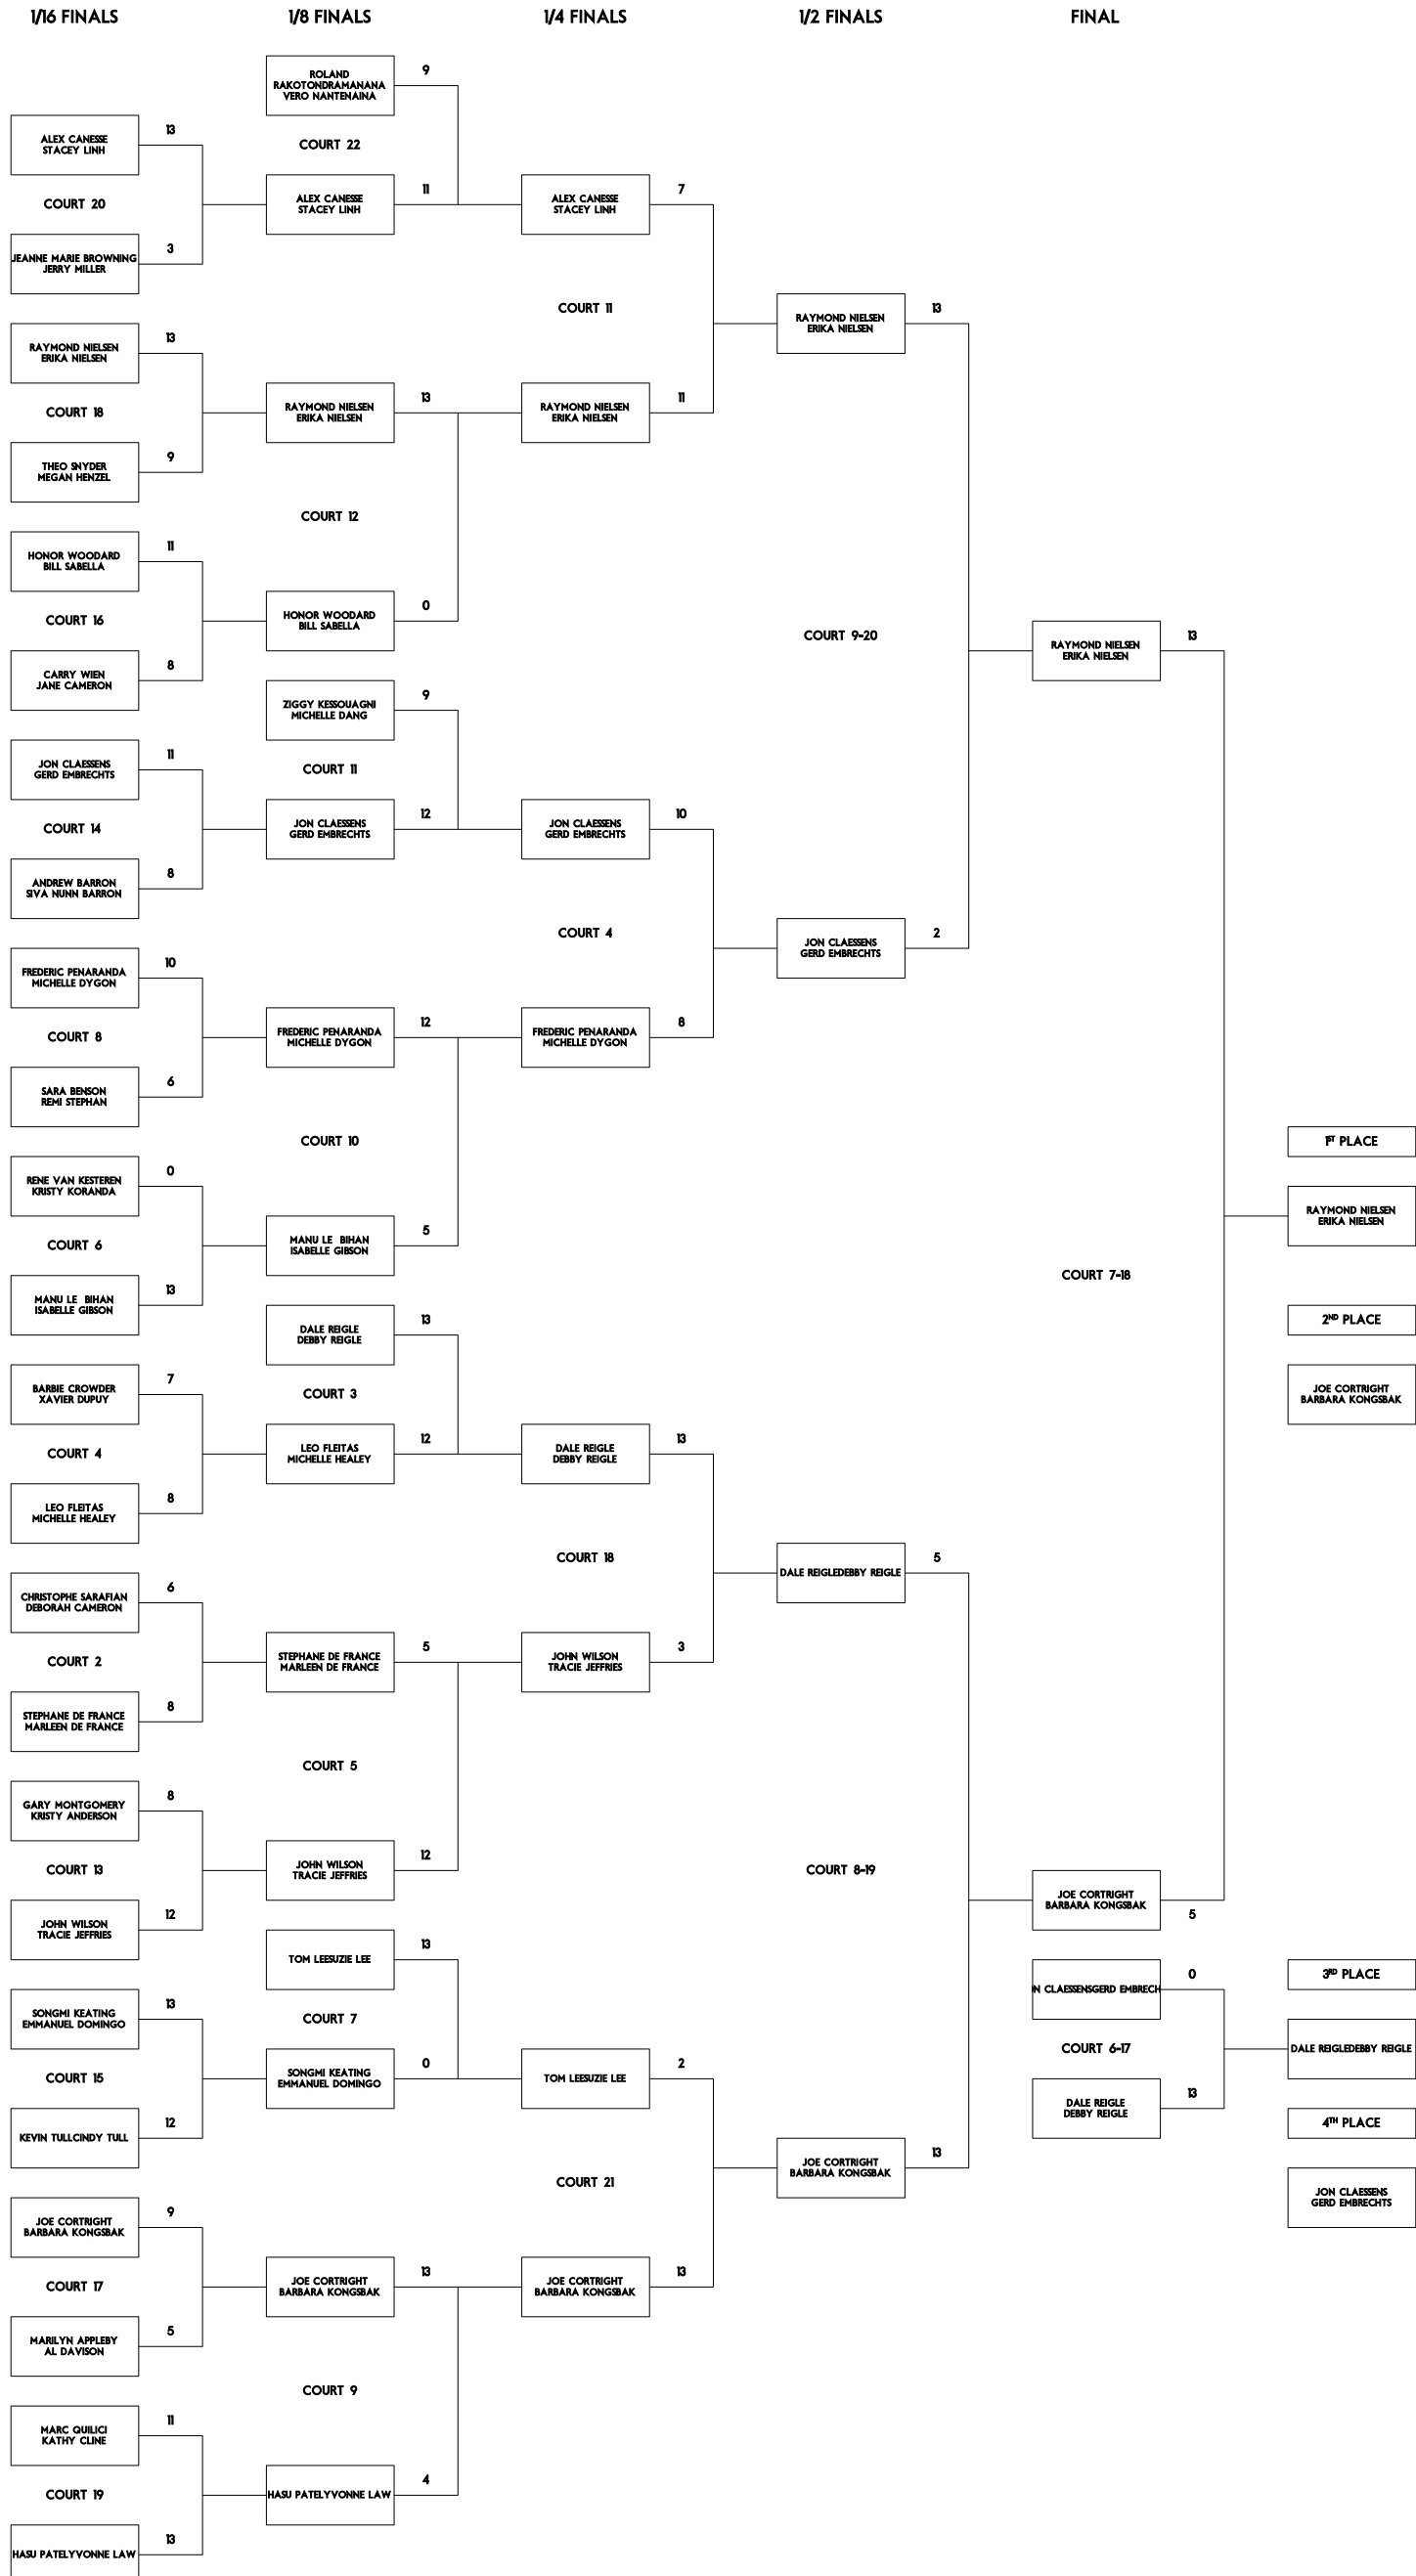 1/16 FINALS
1/8 FINALS
1/4 FINALS
1/2 FINALS
FINAL
ALEX CANESSE
STACEY LINH
13
COURT 20
JEANNE MARIE BROWNING
JERRY MILLER
3
RAYMOND NIELSEN
ERIKA NIELSEN
13
COURT 18
THEO SNYDER
MEGAN HENZEL
9
HONOR WOODARD
BILL SABELLA
11
COURT 16
CARRY WIEN
JANE CAMERON
8
JON CLAESSENS
GERD EMBRECHTS
11
COURT 14
ANDREW BARRON
SIVA NUNN BARRON
8
FREDERIC PENARANDA
MICHELLE DYGON
10
COURT 8
SARA BENSON
REMI STEPHAN
6
RENE VAN KESTEREN
KRISTY KORANDA
0
COURT 6
MANU LE  BIHAN
ISABELLE GIBSON
13
BARBIE CROWDER
XAVIER DUPUY
7
COURT 4
LEO FLEITAS
MICHELLE HEALEY
8
CHRISTOPHE SARAFIAN
DEBORAH CAMERON
6
COURT 2
STEPHANE DE FRANCE
MARLEEN DE FRANCE
8
GARY MONTGOMERY
KRISTY ANDERSON
8
COURT 13
JOHN WILSON
TRACIE JEFFRIES
12
SONGMI KEATING
EMMANUEL DOMINGO
13
COURT 15
KEVIN TULLCINDY TULL
12
JOE CORTRIGHT
BARBARA KONGSBAK
9
COURT 17
MARILYN APPLEBY
AL DAVISON
5
MARC QUILICI
KATHY CLINE
11
COURT 19
HASU PATELYVONNE LAW
13
ROLAND
RAKOTONDRAMANANA
VERO NANTENAINA
9
COURT 22
ALEX CANESSE
STACEY LINH
11
RAYMOND NIELSEN
ERIKA NIELSEN
13
COURT 12
HONOR WOODARD
BILL SABELLA
0
ZIGGY KESSOUAGNI
MICHELLE DANG
9
COURT 11
JON CLAESSENS
GERD EMBRECHTS
12
FREDERIC PENARANDA
MICHELLE DYGON
12
COURT 10
MANU LE  BIHAN
ISABELLE GIBSON
5
DALE REIGLE
DEBBY REIGLE
13
COURT 3
LEO FLEITAS
MICHELLE HEALEY
12
STEPHANE DE FRANCE
MARLEEN DE FRANCE
5
COURT 5
JOHN WILSON
TRACIE JEFFRIES
12
TOM LEESUZIE LEE
13
COURT 7
SONGMI KEATING
EMMANUEL DOMINGO
0
JOE CORTRIGHT
BARBARA KONGSBAK
13
COURT 9
HASU PATELYVONNE LAW
4
ALEX CANESSE
STACEY LINH
7
COURT 11
RAYMOND NIELSEN
ERIKA NIELSEN
11
JON CLAESSENS
GERD EMBRECHTS
10
COURT 4
FREDERIC PENARANDA
MICHELLE DYGON
8
DALE REIGLE
DEBBY REIGLE
13
COURT 18
JOHN WILSON
TRACIE JEFFRIES
3
TOM LEESUZIE LEE
2
COURT 21
JOE CORTRIGHT
BARBARA KONGSBAK
13
RAYMOND NIELSEN
ERIKA NIELSEN
13
COURT 9-20
JON CLAESSENS
GERD EMBRECHTS
2
DALE REIGLEDEBBY REIGLE
5
COURT 8-19
JOE CORTRIGHT
BARBARA KONGSBAK
13
RAYMOND NIELSEN
ERIKA NIELSEN
13
COURT 7-18
JOE CORTRIGHT
BARBARA KONGSBAK
5
N CLAESSENSGERD EMBRECH
0
COURT 6-17
DALE REIGLE
DEBBY REIGLE
13
1ST PLACE
RAYMOND NIELSEN
ERIKA NIELSEN
2ND PLACE
JOE CORTRIGHT
BARBARA KONGSBAK
3RD PLACE
DALE REIGLEDEBBY REIGLE
4TH PLACE
JON CLAESSENS
GERD EMBRECHTS